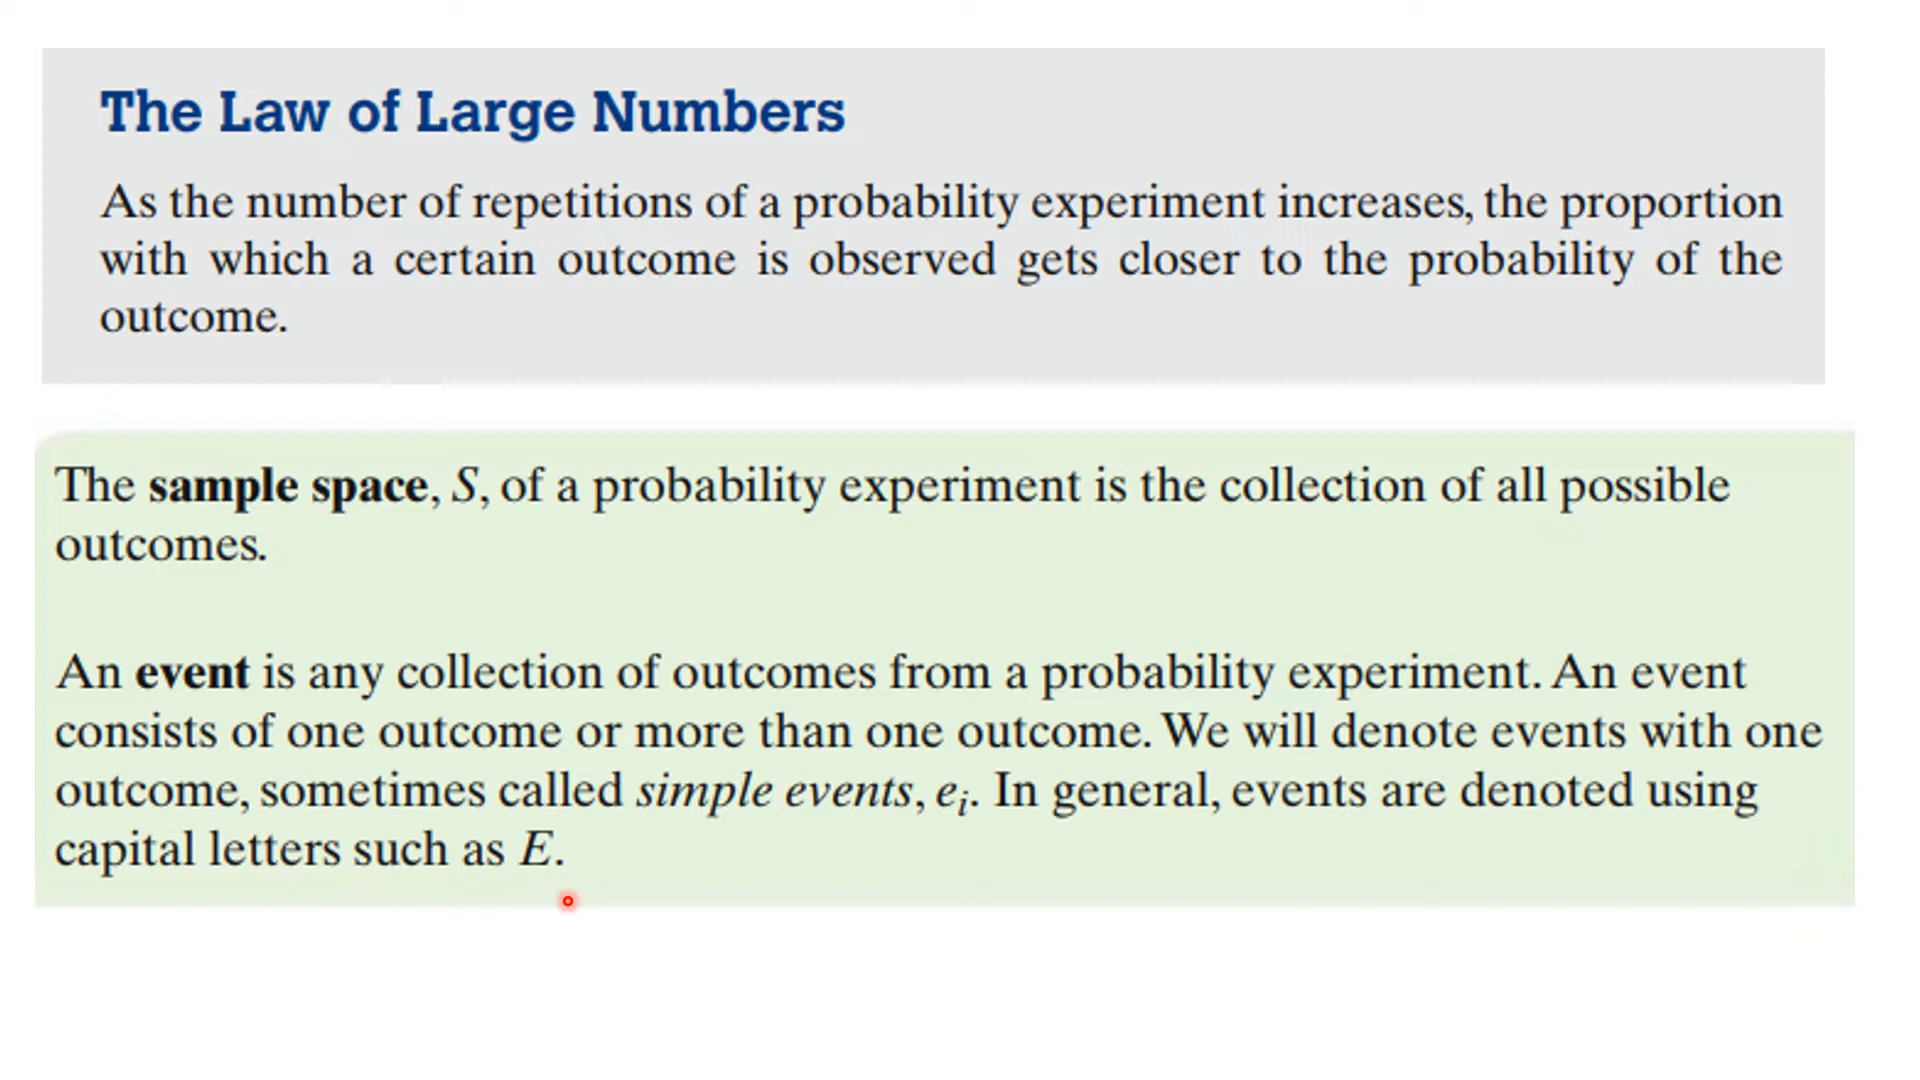 The Law of Large Numbers
As the number of repetitions of a probability experiment increases, the proportion
with which a certain outcome is observed gets closer to the probability of the
outcome.
The sample space, S, of a probability experiment is the collection of all possible
outcomes.
An event is any collection of outcomes from a probability experiment. An event
consists of one outcome or more than one outcome. We will denote events with one
outcome, sometimes called simple events, eᵢ. In general, events are denoted using
capital letters such as E.